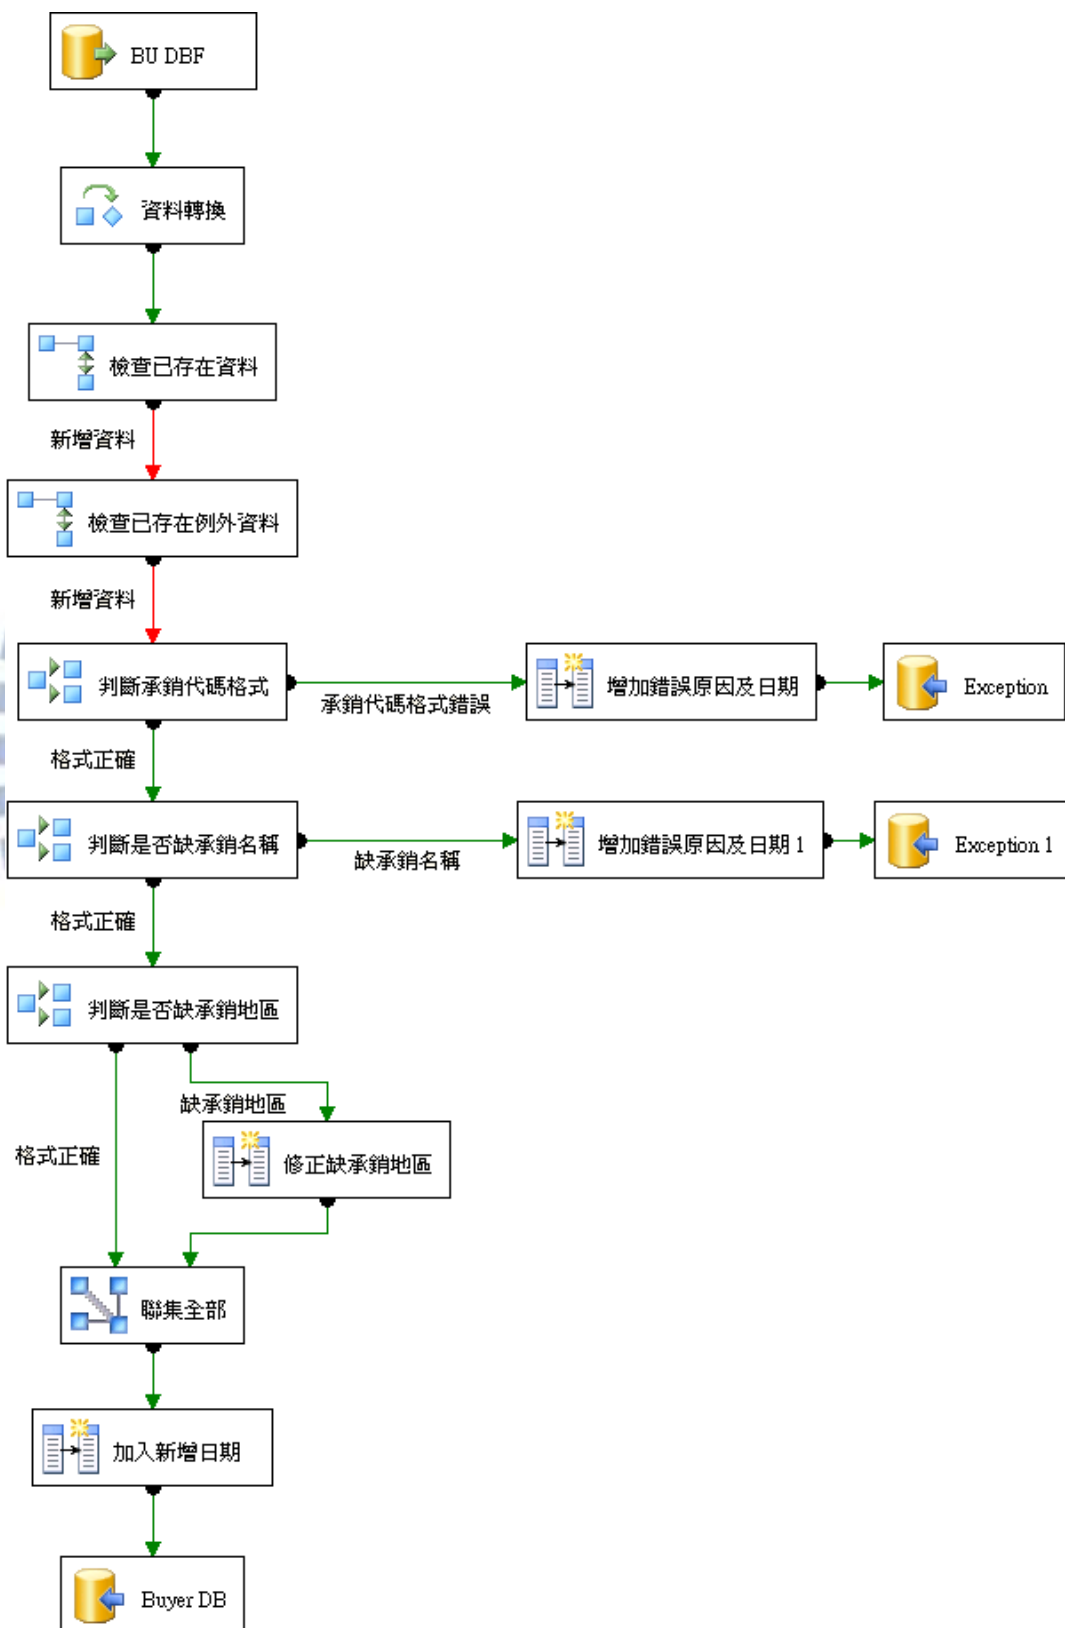 BU DBF
資料轉換
檢查已存在資料
新增資料
檢查已存在例外資料
新增資料
判斷承銷代碼格式
承銷代碼格式錯誤
增加錯誤原因及日期
Exception
格式正確
判斷是否缺承銷名稱
缺承銷名稱
增加錯誤原因及日期 1
Exception 1
格式正確
判斷是否缺承銷地區
缺承銷地區
格式正確
修正缺承銷地區
聯集全部
加入新增日期
Buyer DB